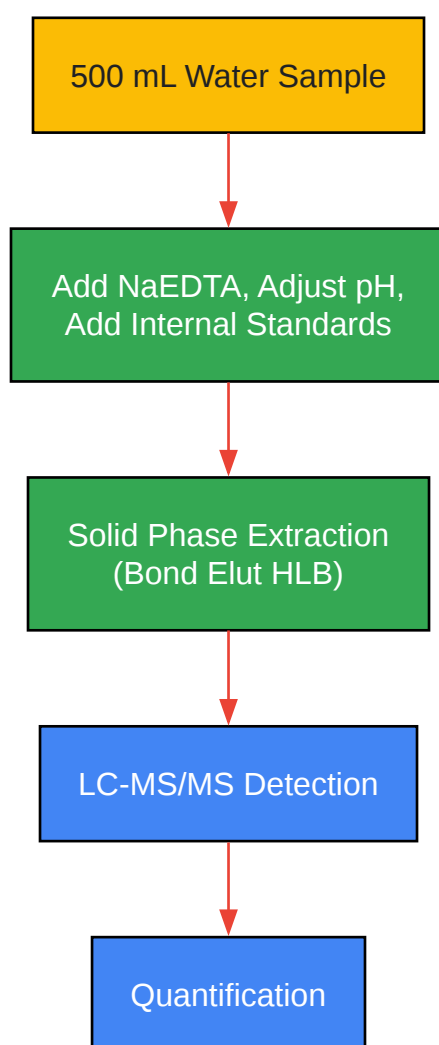 500 mL Water Sample
Add NaEDTA, Adjust pH,
Add Internal Standards
Solid Phase Extraction
(Bond Elut HLB)
LC-MS/MS Detection
Quantification